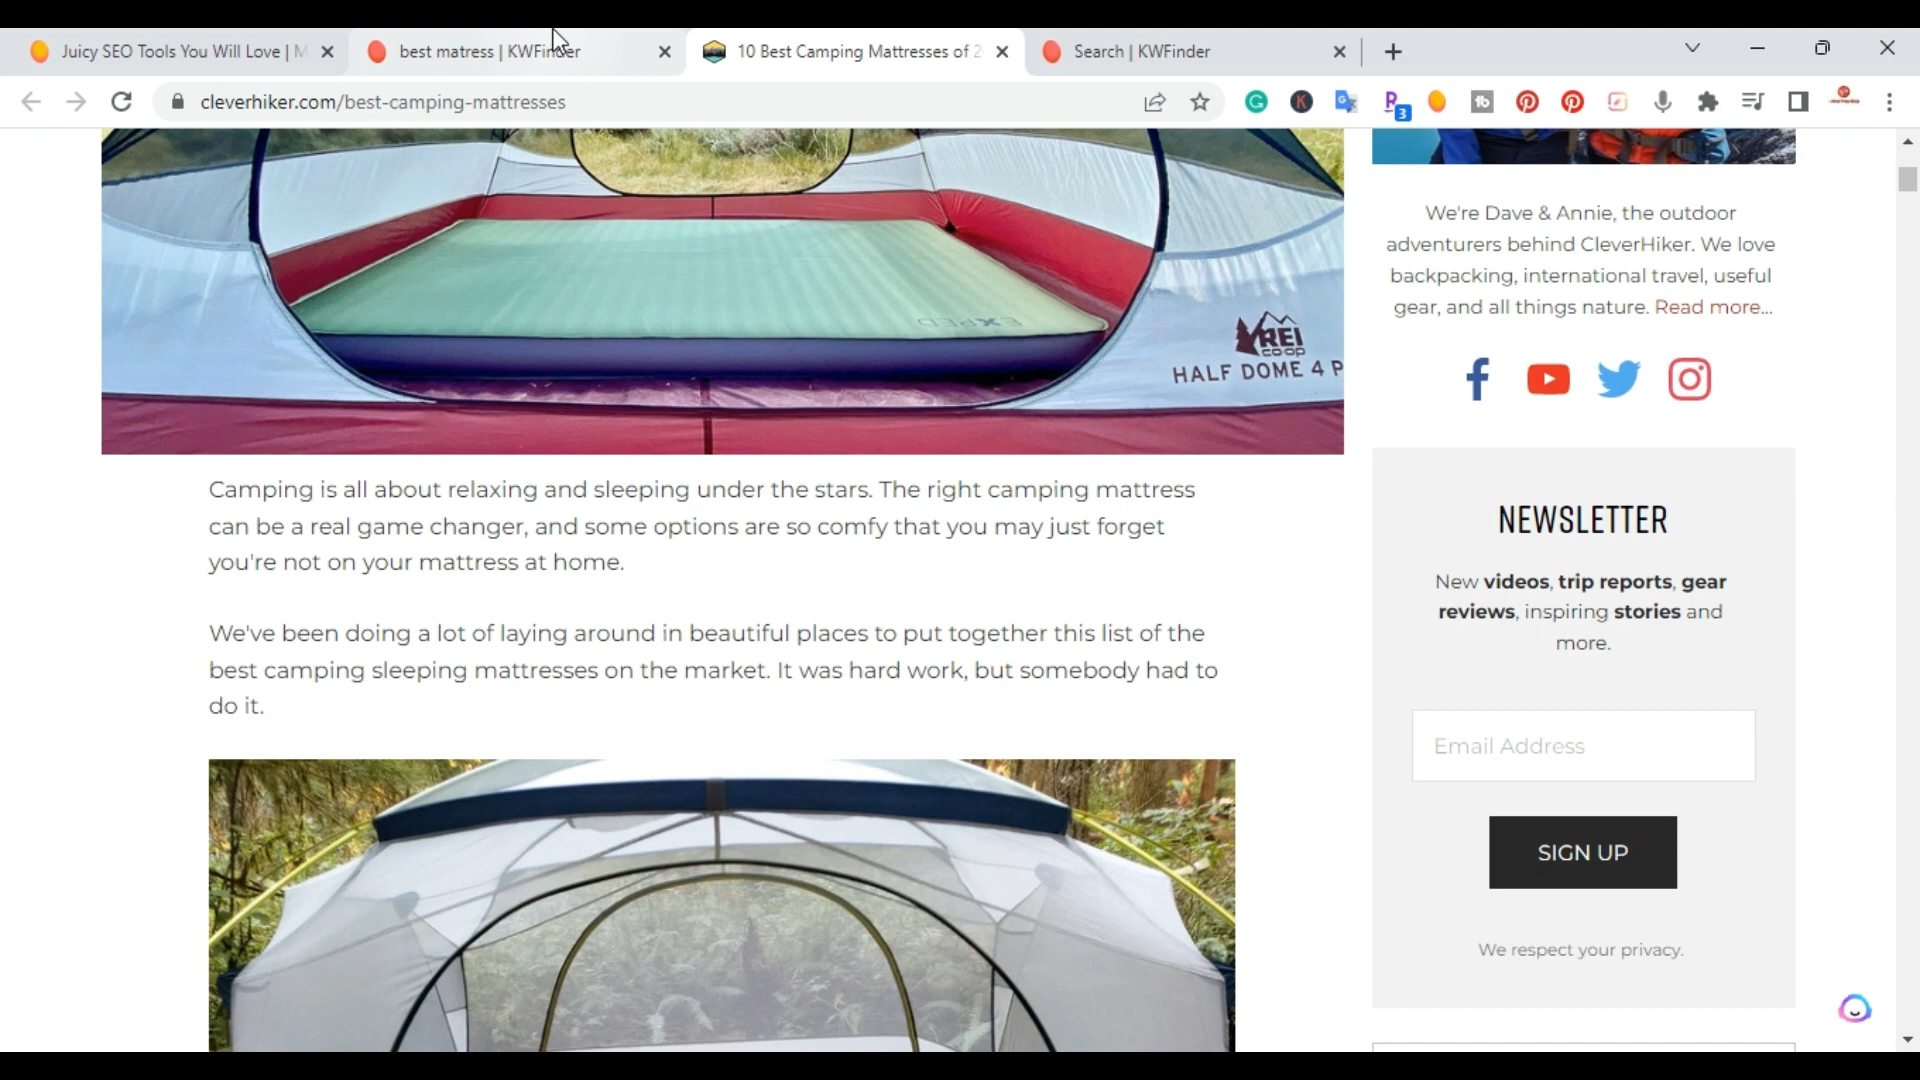 Juicy SEO Tools You Will Love | M
best matress | KWFinder
10 Best Camping Mattresses of 2
Search | KWFinder
cleverhiker.com/best-camping-mattresses
3
EXPED
REI
co-op
HALF DOME 4 P
Camping is all about relaxing and sleeping under the stars. The right camping mattress
can be a real game changer, and some options are so comfy that you may just forget
you're not on your mattress at home.
We've been doing a lot of laying around in beautiful places to put together this list of the
best camping sleeping mattresses on the market. It was hard work, but somebody had to
do it.
We're Dave & Annie, the outdoor
adventurers behind CleverHiker. We love
backpacking, international travel, useful
gear, and all things nature. Read more...
NEWSLETTER
New videos, trip reports, gear
reviews, inspiring stories and
more.
Email Address
SIGN UP
We respect your privacy.